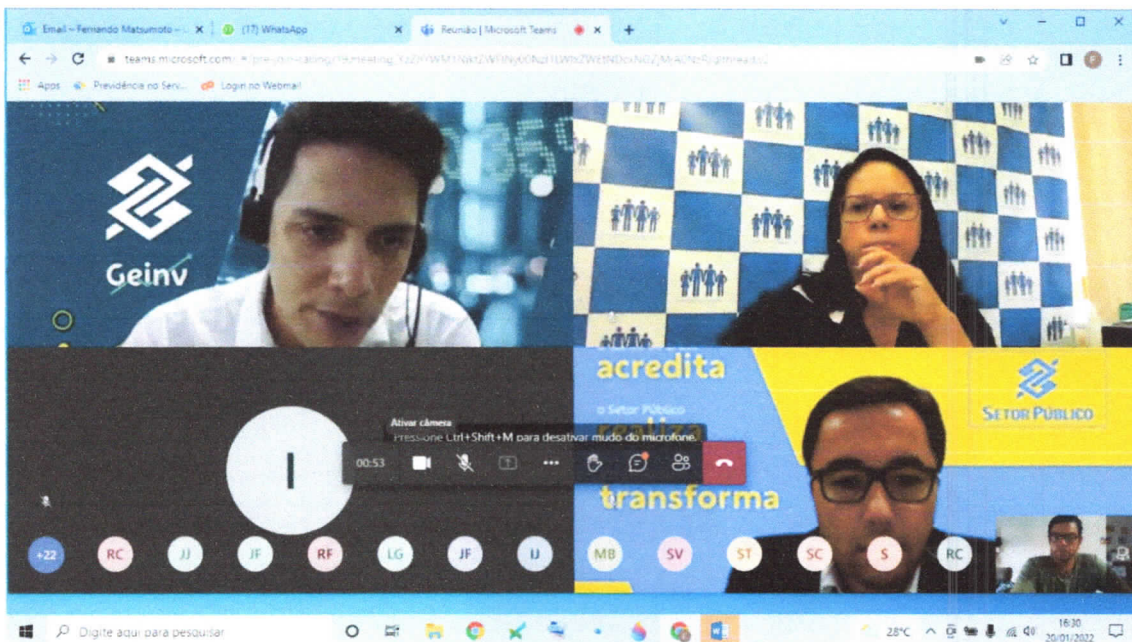 Email – Fernando Matsumoto –
(17) WhatsApp
Reunião | Microsoft Teams
teams.microsoft.com/
Apps
Previdência no Serv...
Login no Webmail
Geinv
acredita
o Setor Público
realiza
transforma
SETOR PÚBLICO
I
Ativar câmera
Pressione Ctrl+Shift+M para desativar mudo do microfone.
00:53
+22
RC
JJ
JF
RF
LG
JF
IJ
MB
SV
ST
SC
S
RC
Digite aqui para pesquisar
28°C
16:30
20/01/2022